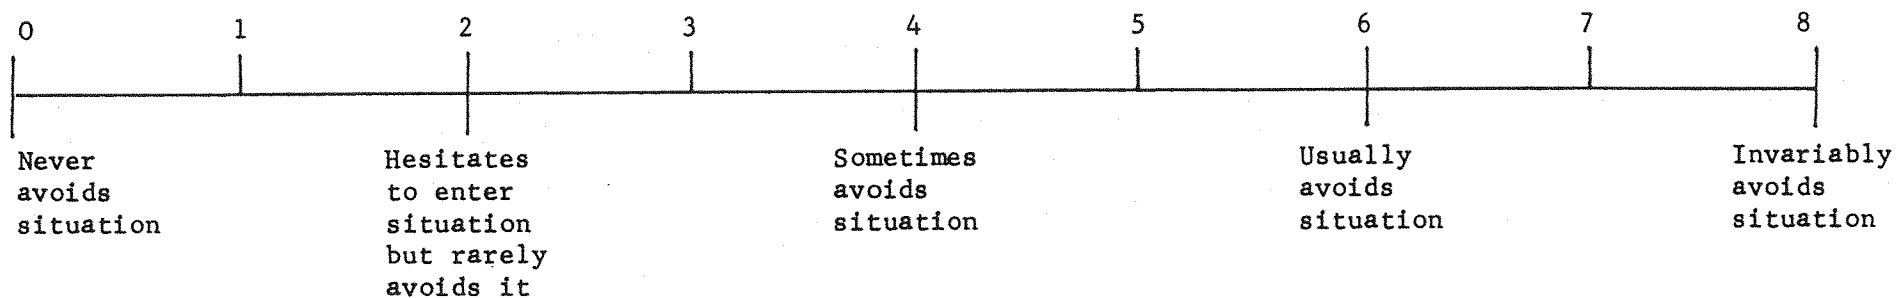 0 1 2 3 4 5 6 7 8
Never
avoids
situation
Hesitates
to enter
situation
but rarely
avoids it
Sometimes
avoids
situation
Usually
avoids
situation
Invariably
avoids
situation